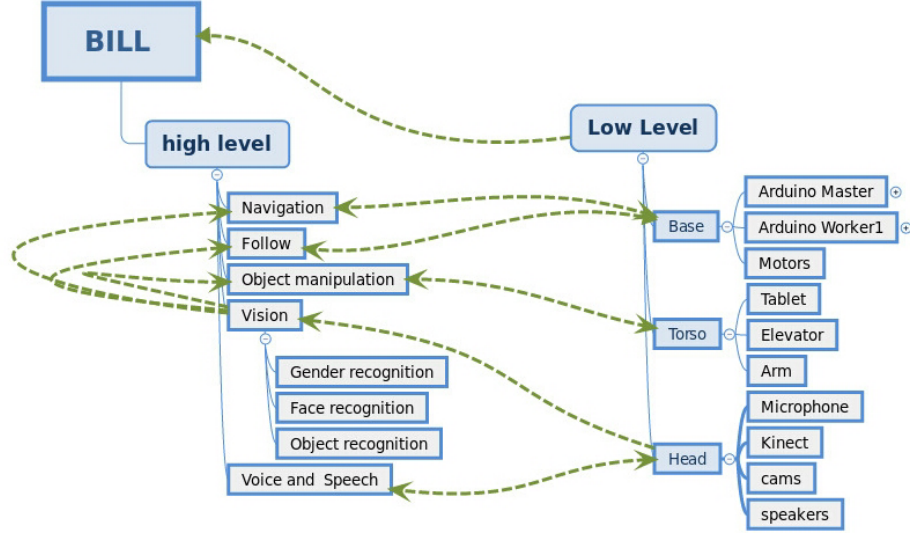 BILL
high level
Navigation
Follow
Object manipulation
Vision
Gender recognition
Face recognition
Object recognition
Voice and  Speech
Low Level
Base
Arduino Master
Arduino Worker1
Motors
Torso
Tablet
Elevator
Arm
Head
Microphone
Kinect
cams
speakers